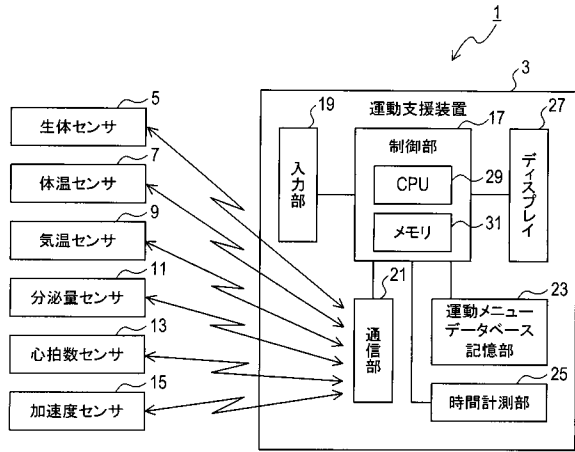 1
3
5
生体センサ
7
体温センサ
9
気温センサ
11
分泌量センサ
13
心拍数センサ
15
加速度センサ
運動支援装置
19
入力部
17
制御部
CPU
29
メモリ
31
27
ディスプレイ
21
通信部
23
運動メニュー
データベース
記憶部
25
時間計測部